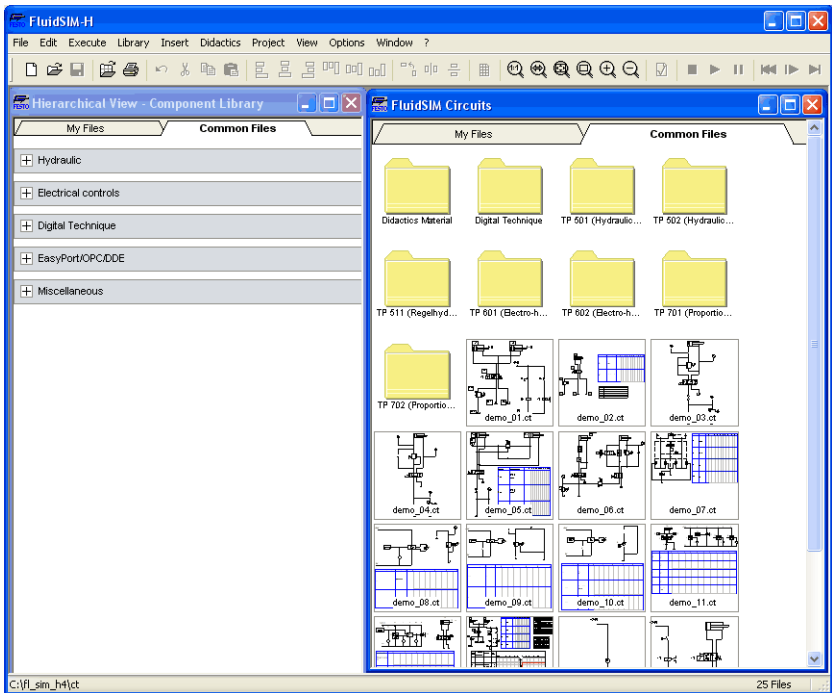 FluidSIM-H
File Edit Execute Library Insert Didactics Project View Options Window ?
Hierarchical View - Component Library
My Files Common Files
Hydraulic
Electrical controls
Digital Technique
EasyPort/OPC/DDE
Miscellaneous
FluidSIM Circuits
My Files Common Files
Didactics Material Digital Technique TP 501 (Hydraulic... TP 502 (Hydraulic...
TP 511 (Regelhyd... TP 601 (Electro-h... TP 602 (Electro-h... TP 701 (Proportio...
TP 702 (Proportio... demo_01.ct demo_02.ct demo_03.ct
demo_04.ct demo_05.ct demo_06.ct demo_07.ct
demo_08.ct demo_09.ct demo_10.ct demo_11.ct
C:\fl_sim_h4\ct 25 Files